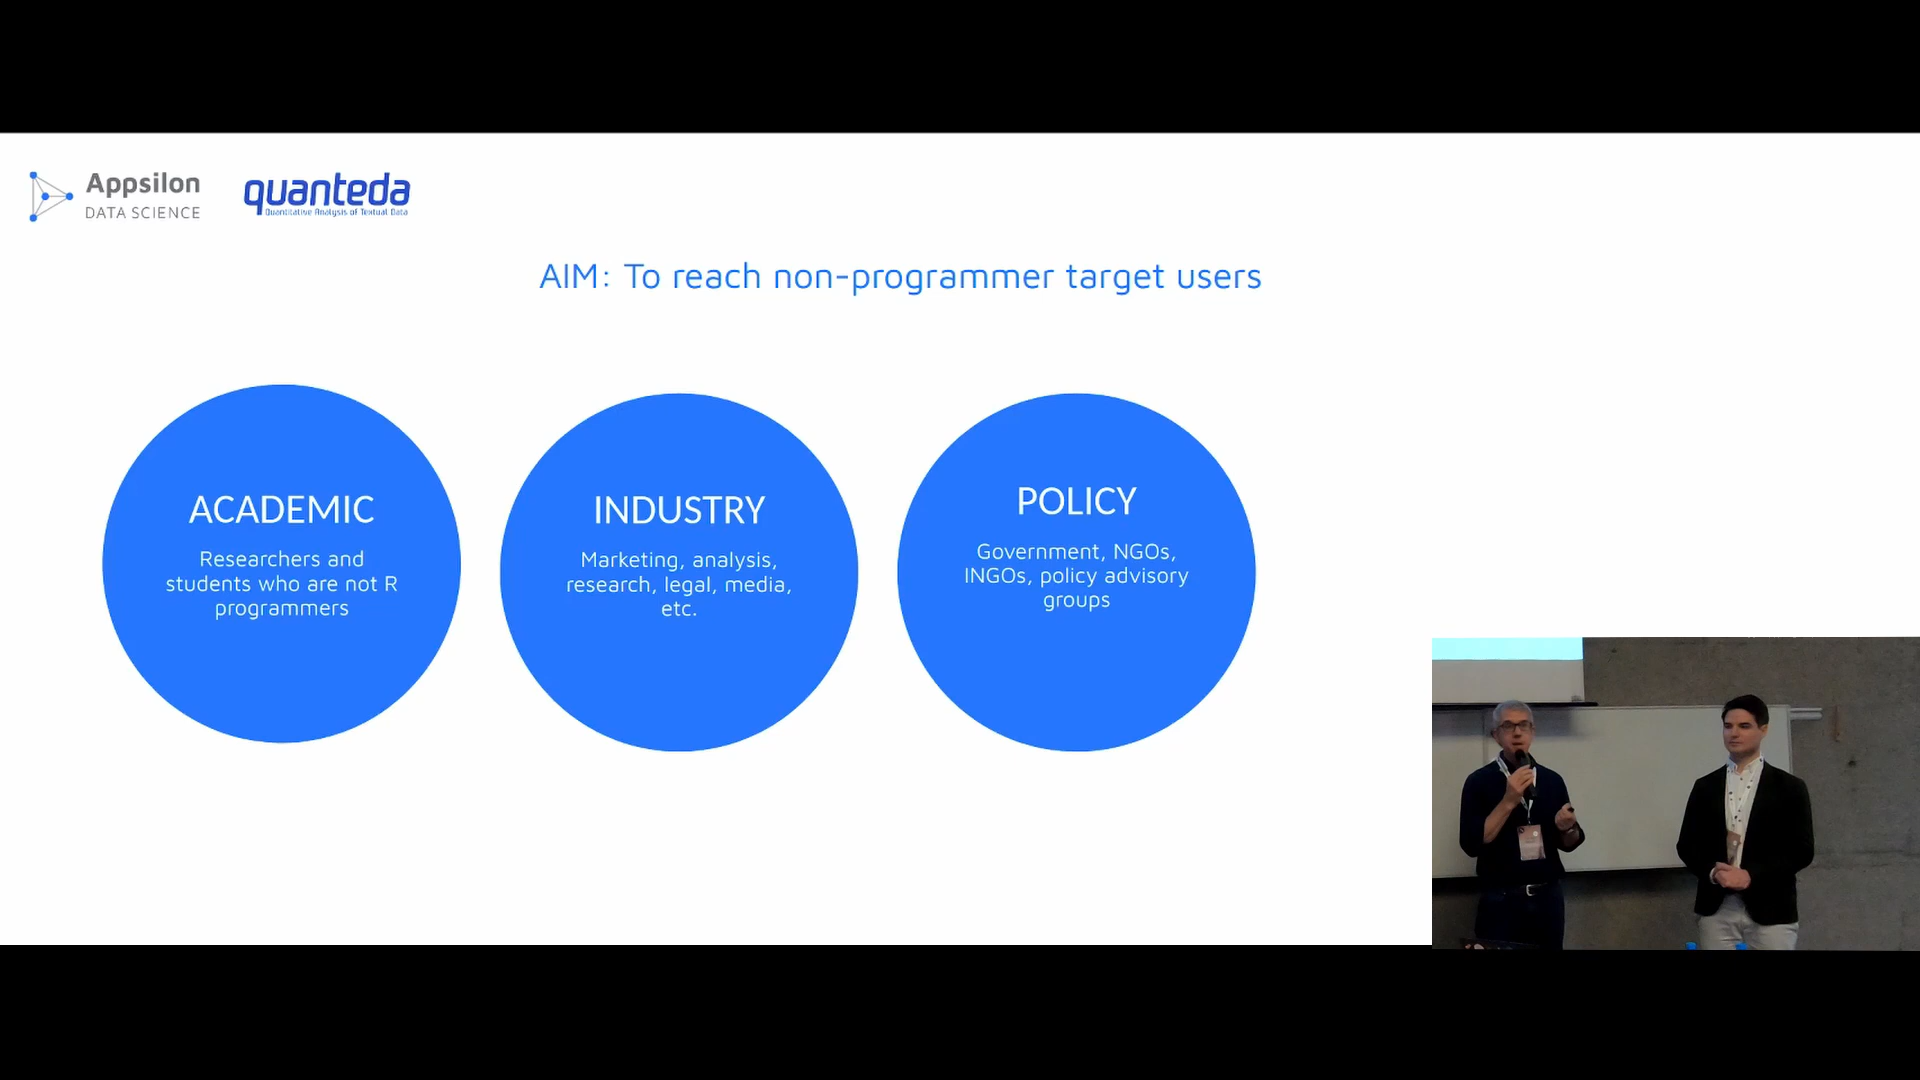 Appsilon
DATA SCIENCE
quanteda
Quantitative Analysis of Textual Data
AIM: To reach non-programmer target users
ACADEMIC
Researchers and
students who are not R
programmers
INDUSTRY
Marketing, analysis,
research, legal, media,
etc.
POLICY
Government, NGOs,
INGOs, policy advisory
groups